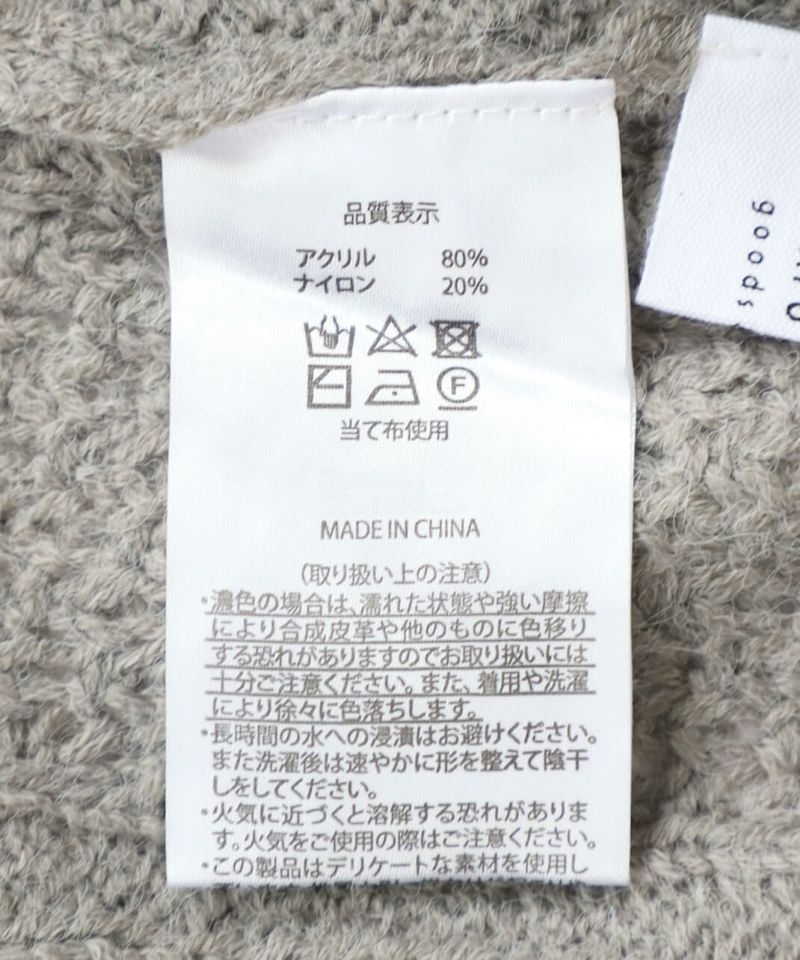 品質表示
アクリル 80%
ナイロン 20%
F
当て布使用
MADE IN CHINA
(取り扱い上の注意)
・濃色の場合は、濡れた状態や強い摩擦
により合成皮革や他のものに色移り
する恐れがありますのでお取り扱いには
十分ご注意ください。また、着用や洗濯
により徐々に色落ちします。
・長時間の水への浸漬はお避けください。
また洗濯後は速やかに形を整えて陰干
しをしてください。
・火気に近づくと溶解する恐れがありま
す。火気をご使用の際はご注意ください。
・この製品はデリケートな素材を使用し
goods